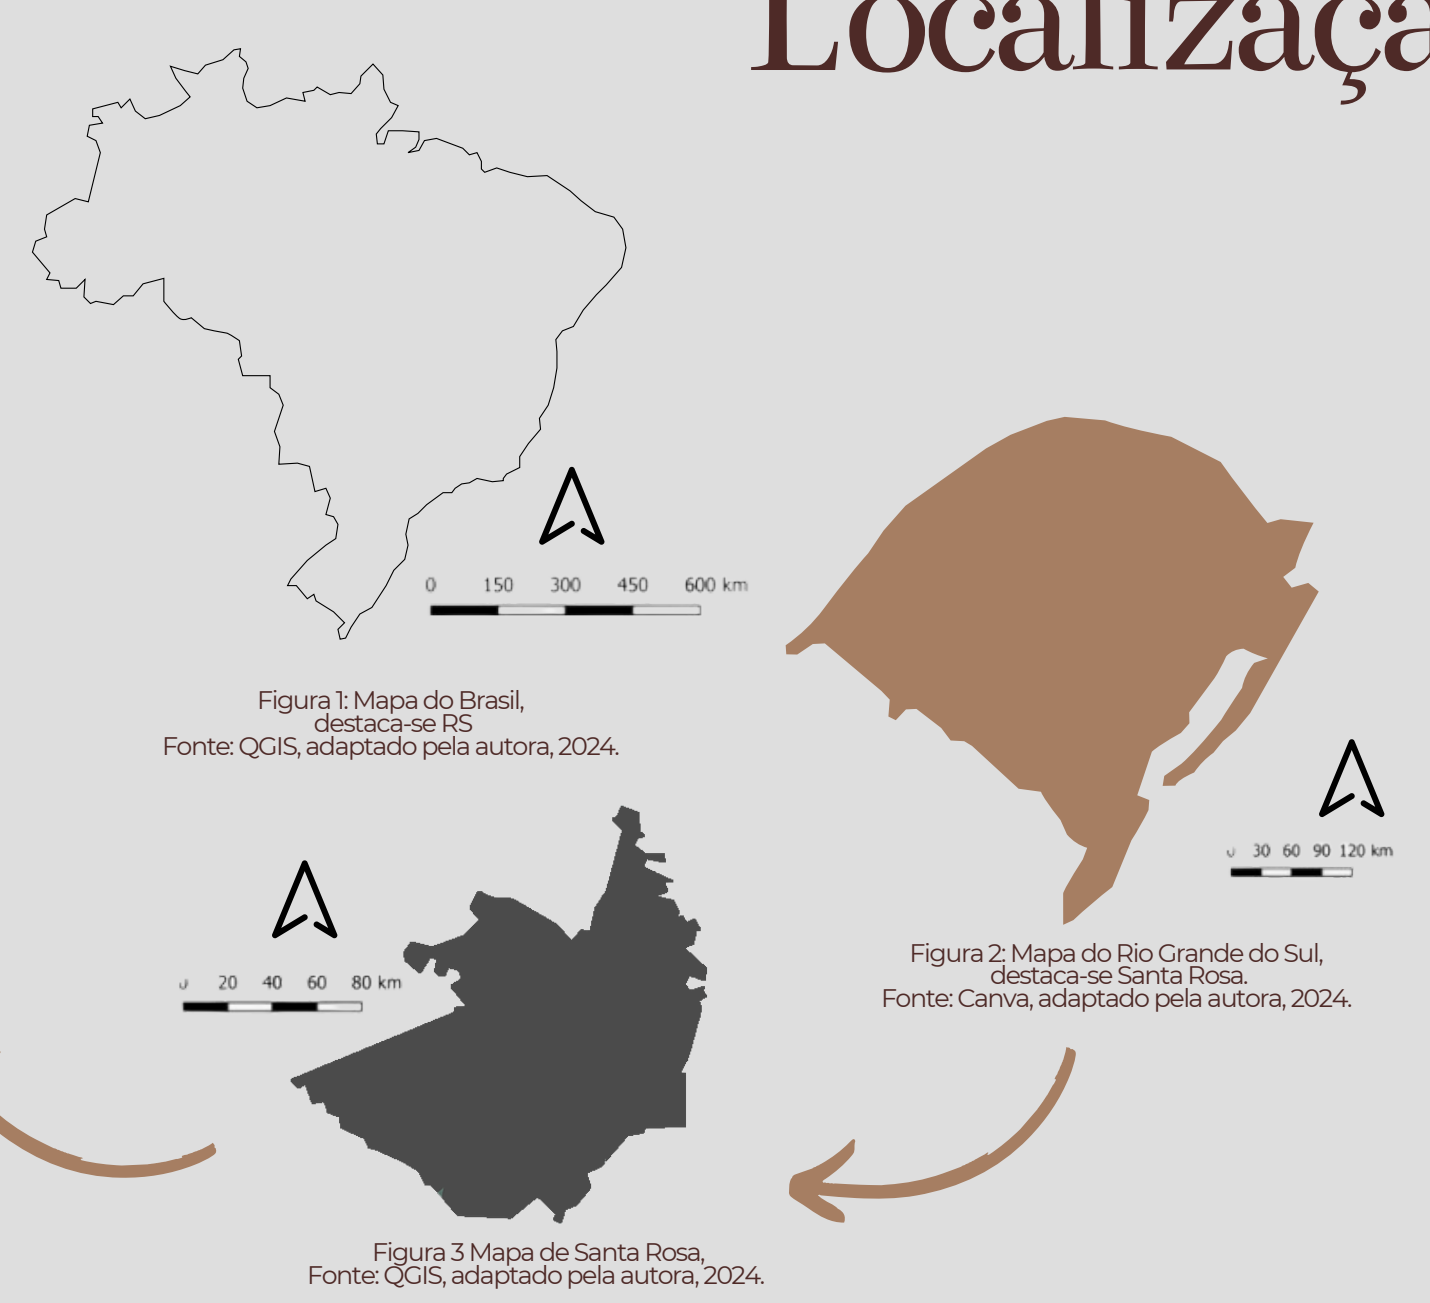 Localizaça
0 150 300 450 600 km
Figura 1: Mapa do Brasil,
destaca-se RS
Fonte: QGIS, adaptado pela autora, 2024.
0 30 60 90 120 km
Figura 2: Mapa do Rio Grande do Sul,
destaca-se Santa Rosa.
Fonte: Canva, adaptado pela autora, 2024.
0 20 40 60 80 km
Figura 3 Mapa de Santa Rosa,
Fonte: QGIS, adaptado pela autora, 2024.